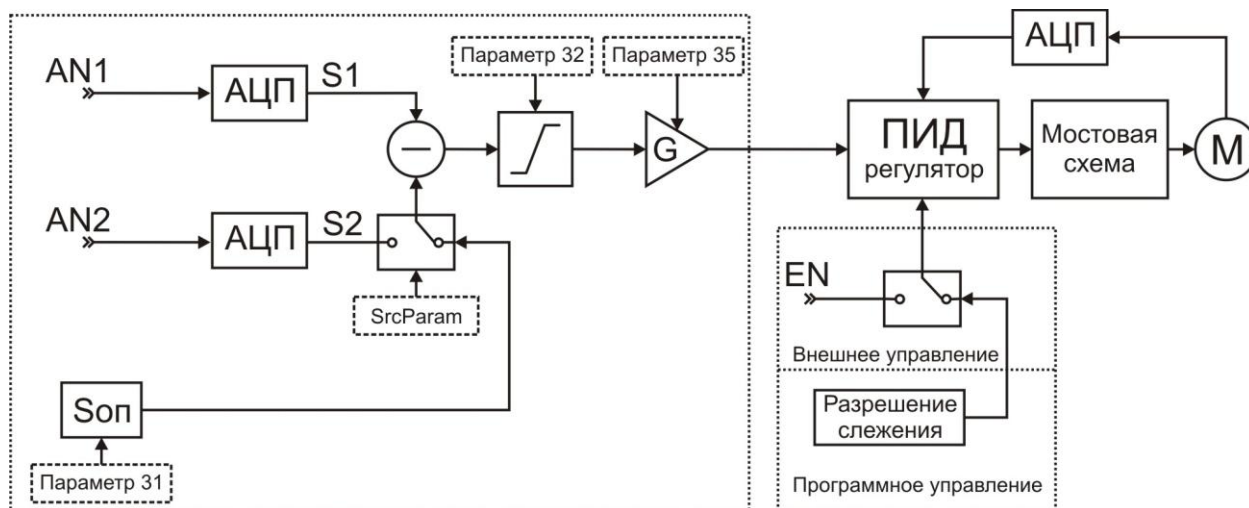 AN1
АЦП
S1
Параметр 32
Параметр 35
G
AN2
АЦП
S2
SrcParam
Sоп
Параметр 31
АЦП
ПИД
регулятор
Мостовая
схема
M
EN
Внешнее управление
Разрешение
слежения
Программное управление